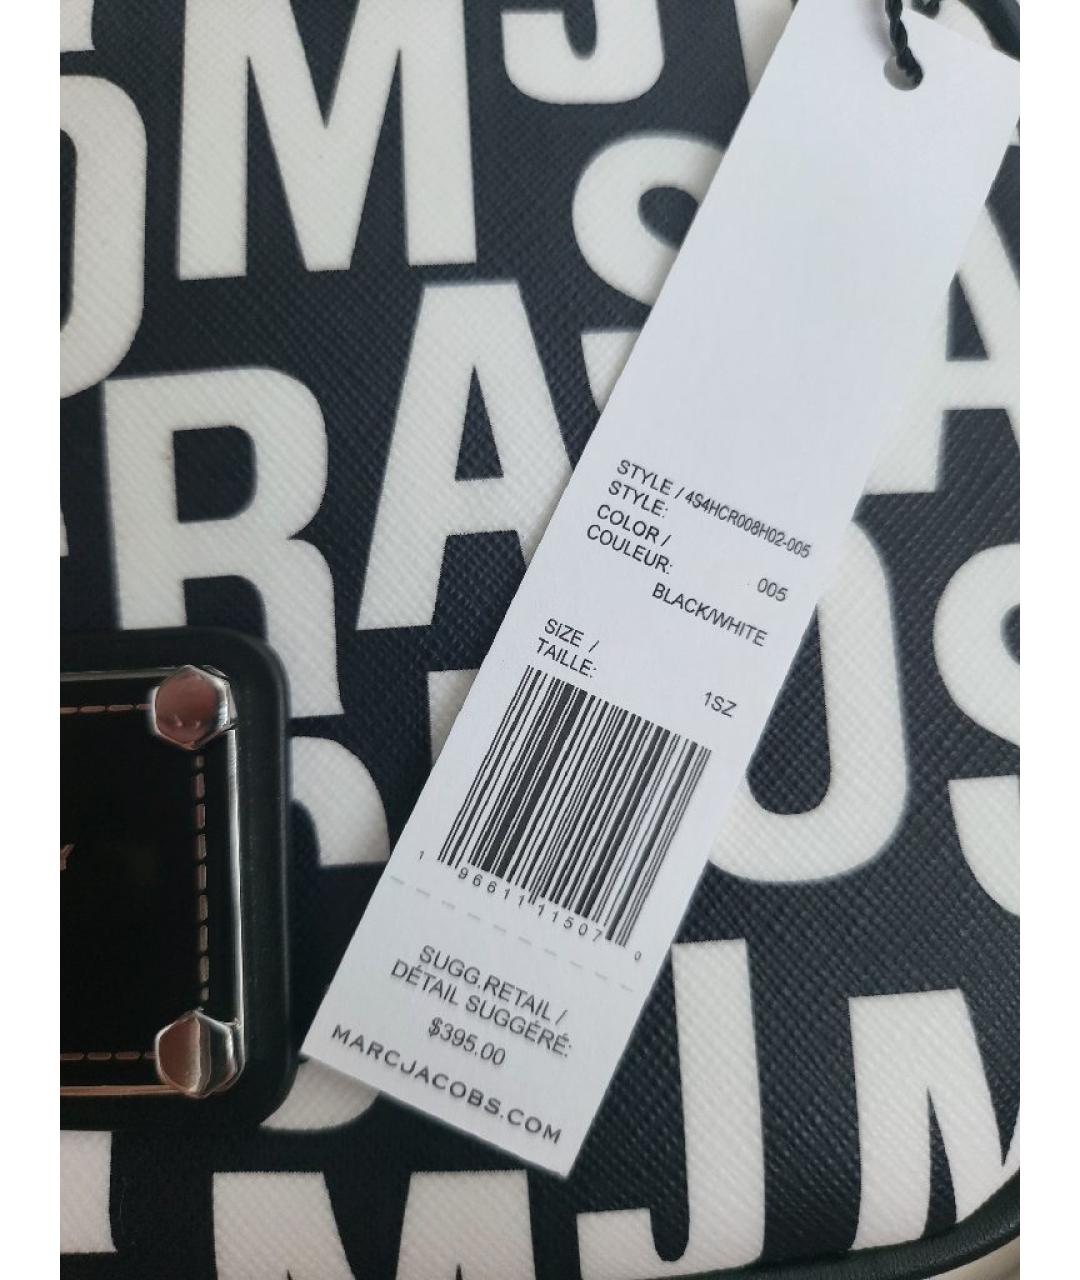 STYLE / 4S4HCR008H02-005
STYLE:
COLOR / 005
COULEUR:
BLACK/WHITE
SIZE /
TAILLE: 1SZ
1 96611 11507 0
SUGG.RETAIL /
DÉTAIL SUGGÉRÉ:
$395.00
MARCJACOBS.COM